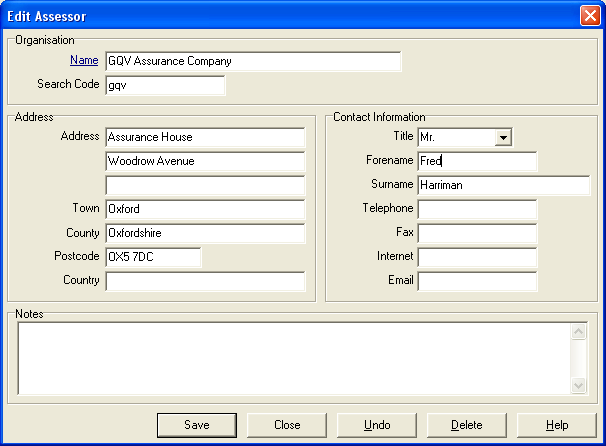 Edit Assessor
Organisation
Name GQV Assurance Company
Search Code gqv
Address
Address Assurance House
Woodrow Avenue
Town Oxford
County Oxfordshire
Postcode OX5 7DC
Country
Contact Information
Title Mr.
Forename Fred
Surname Harriman
Telephone
Fax
Internet
Email
Notes
Save Close Undo Delete Help